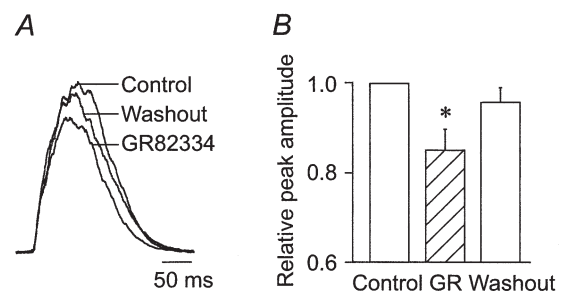 A
Control
Washout
GR82334
50 ms
B
Relative peak amplitude
1.0
*
0.8
0.6
Control GR Washout